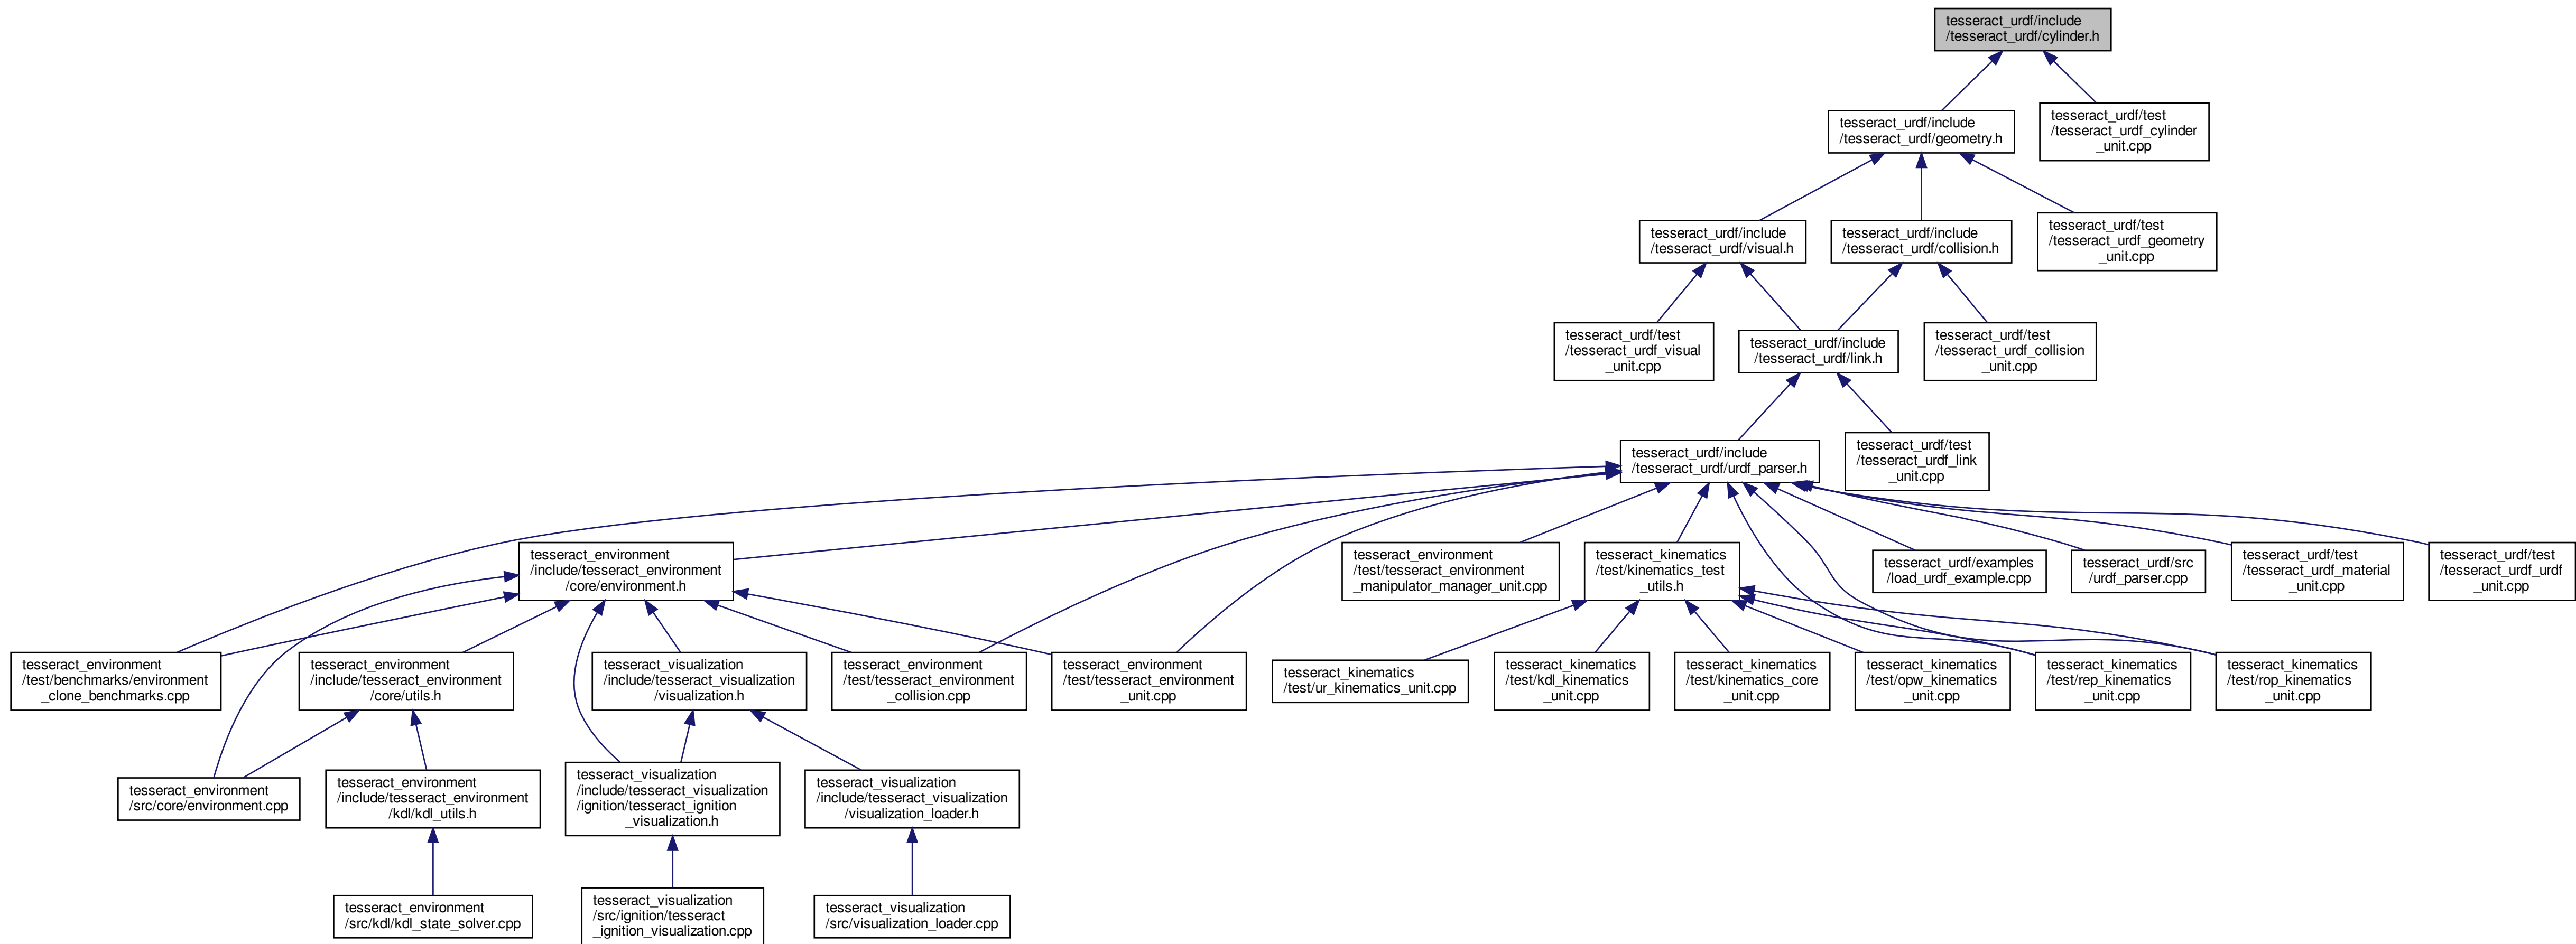 tesseract_urdf/include
/tesseract_urdf/cylinder.h
tesseract_urdf/include
/tesseract_urdf/geometry.h
tesseract_urdf/test
/tesseract_urdf_cylinder
_unit.cpp
tesseract_urdf/include
/tesseract_urdf/visual.h
tesseract_urdf/include
/tesseract_urdf/collision.h
tesseract_urdf/test
/tesseract_urdf_geometry
_unit.cpp
tesseract_urdf/test
/tesseract_urdf_visual
_unit.cpp
tesseract_urdf/include
/tesseract_urdf/link.h
tesseract_urdf/test
/tesseract_urdf_collision
_unit.cpp
tesseract_urdf/include
/tesseract_urdf/urdf_parser.h
tesseract_urdf/test
/tesseract_urdf_link
_unit.cpp
tesseract_environment
/include/tesseract_environment
/core/environment.h
tesseract_environment
/test/tesseract_environment
_manipulator_manager_unit.cpp
tesseract_kinematics
/test/kinematics_test
_utils.h
tesseract_urdf/examples
/load_urdf_example.cpp
tesseract_urdf/src
/urdf_parser.cpp
tesseract_urdf/test
/tesseract_urdf_material
_unit.cpp
tesseract_urdf/test
/tesseract_urdf_urdf
_unit.cpp
tesseract_environment
/test/benchmarks/environment
_clone_benchmarks.cpp
tesseract_environment
/include/tesseract_environment
/core/utils.h
tesseract_visualization
/include/tesseract_visualization
/visualization.h
tesseract_environment
/test/tesseract_environment
_collision.cpp
tesseract_environment
/test/tesseract_environment
_unit.cpp
tesseract_kinematics
/test/ur_kinematics_unit.cpp
tesseract_kinematics
/test/kdl_kinematics
_unit.cpp
tesseract_kinematics
/test/kinematics_core
_unit.cpp
tesseract_kinematics
/test/opw_kinematics
_unit.cpp
tesseract_kinematics
/test/rep_kinematics
_unit.cpp
tesseract_kinematics
/test/rop_kinematics
_unit.cpp
tesseract_environment
/src/core/environment.cpp
tesseract_environment
/include/tesseract_environment
/kdl/kdl_utils.h
tesseract_visualization
/include/tesseract_visualization
/ignition/tesseract_ignition
_visualization.h
tesseract_visualization
/include/tesseract_visualization
/visualization_loader.h
tesseract_environment
/src/kdl/kdl_state_solver.cpp
tesseract_visualization
/src/ignition/tesseract
_ignition_visualization.cpp
tesseract_visualization
/src/visualization_loader.cpp